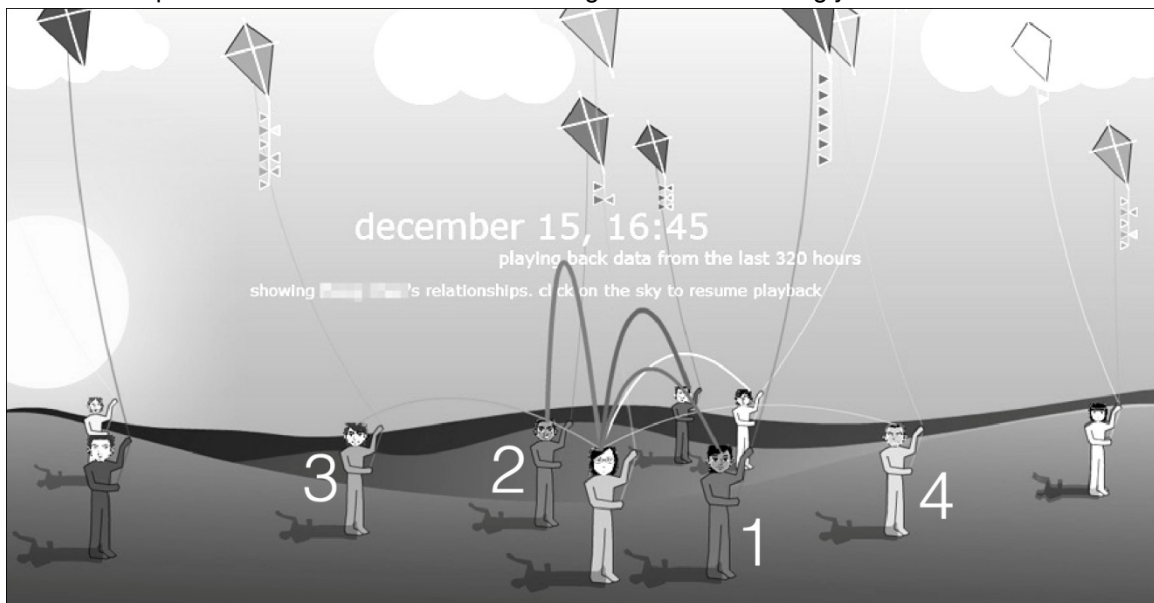 december 15, 16:45
playing back data from the last 320 hours
showing 's relationships. click on the sky to resume playback
3
2
4
1